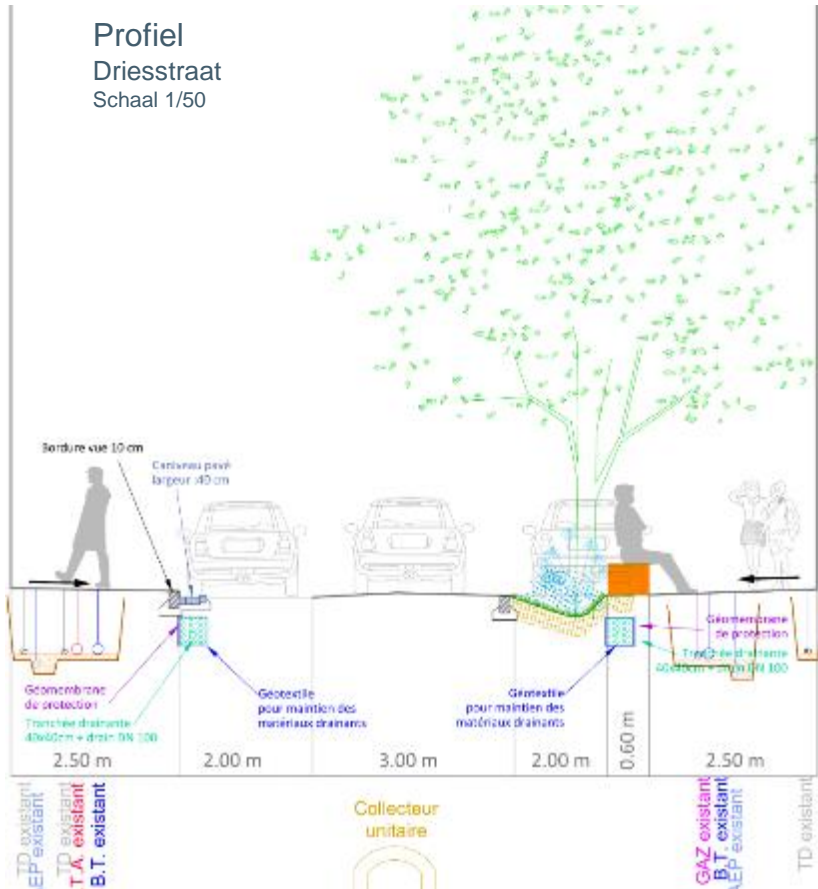 Profiel
Driesstraat
Schaal 1/50
Bordure vue 10 cm
Caniveau pavé
largeur :40 cm
Géomembrane
de protection
Tranchée drainante
40x40cm + drain DN 100
Géotextile
pour maintien des
matériaux drainants
Géotextile
pour maintien des
matériaux drainants
Géomembrane
de protection
Tranchée drainante
40x40cm + drain DN 100
2.50 m
2.00 m
3.00 m
2.00 m
0.60 m
2.50 m
TD existant
AEP existant
TD existant
T.A. existant
B.T. existant
Collecteur
unitaire
GAZ existant
B.T. existant
AEP existant
TD existant